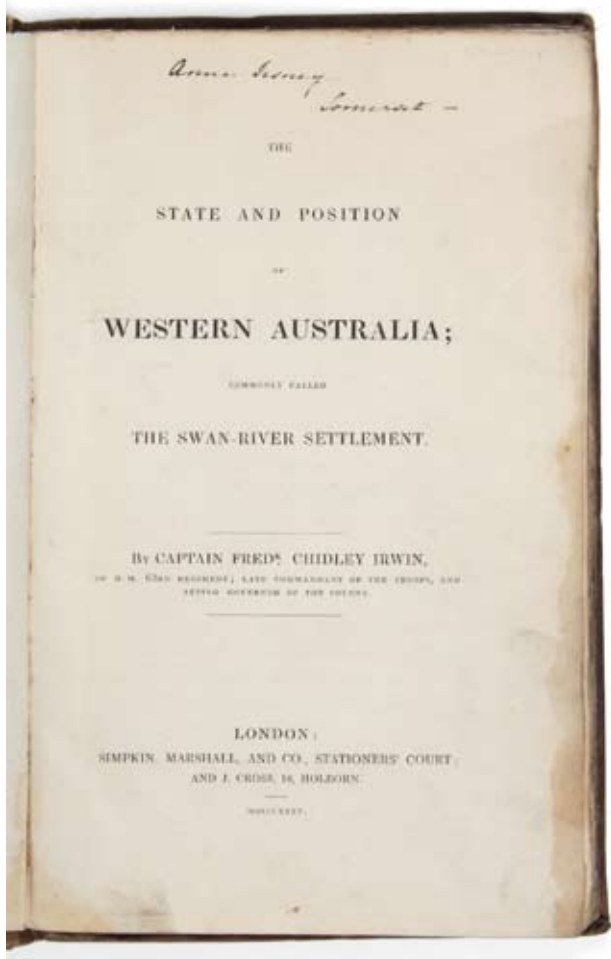 Anne
Somerset –
THE
STATE AND POSITION
OF
WESTERN AUSTRALIA;
COMMONLY CALLED
THE SWAN-RIVER SETTLEMENT.
BY CAPTAIN FREDK. CHIDLEY IRWIN,
OF H.M. 63RD REGIMENT; LATE COMMANDANT OF THE TROOPS, AND
ACTING GOVERNOR OF THE COLONY.
LONDON:
SIMPKIN, MARSHALL, AND CO., STATIONERS' COURT;
AND J. CROSS, 18, HOLBORN.
MDCCCXXXV.